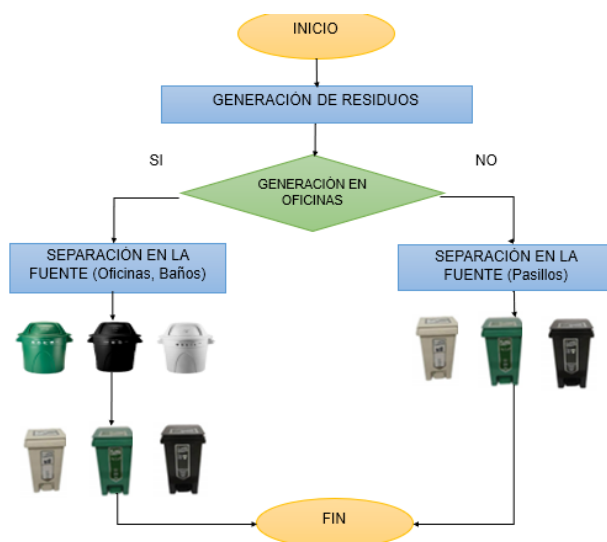 INICIO
GENERACIÓN DE RESIDUOS
SI
NO
GENERACIÓN EN
OFICINAS
SEPARACIÓN EN LA
FUENTE (Oficinas, Baños)
SEPARACIÓN EN LA
FUENTE (Pasillos)
FIN